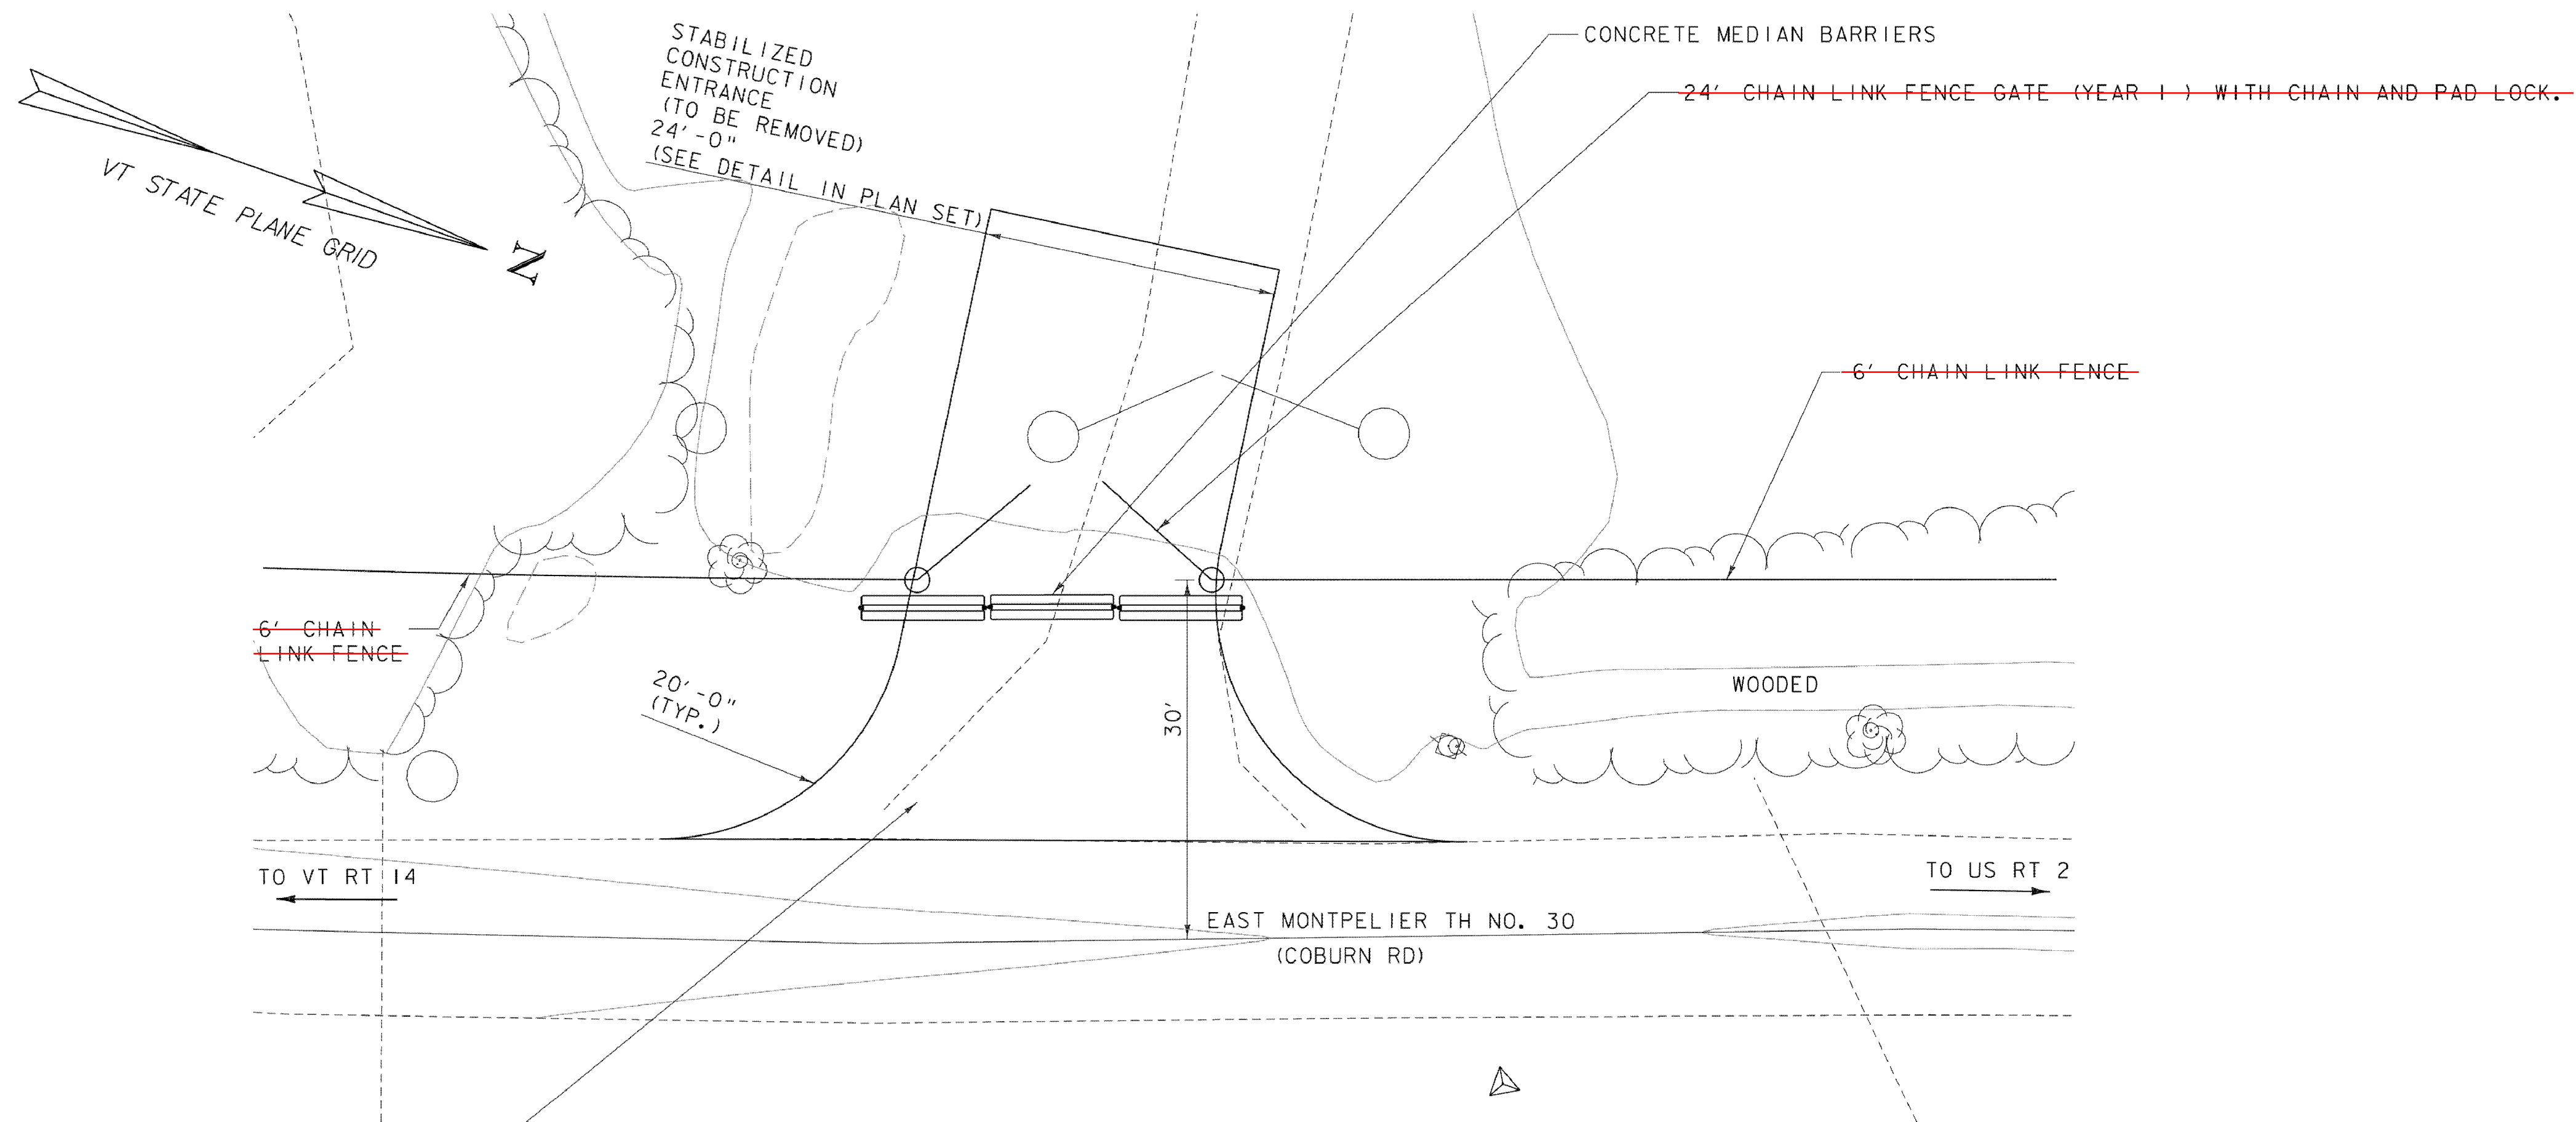 STABILIZED
CONSTRUCTION
ENTRANCE
(TO BE REMOVED)
24'-0"
(SEE DETAIL IN PLAN SET)
CONCRETE MEDIAN BARRIERS
24' CHAIN LINK FENCE GATE (YEAR 1 ) WITH CHAIN AND PAD LOCK.
VT STATE PLANE GRID
N
6' CHAIN LINK FENCE
6' CHAIN
LINK FENCE
20'-0"
(TYP.)
30'
WOODED
TO VT RT 14
TO US RT 2
EAST MONTPELIER TH NO. 30
(COBURN RD)